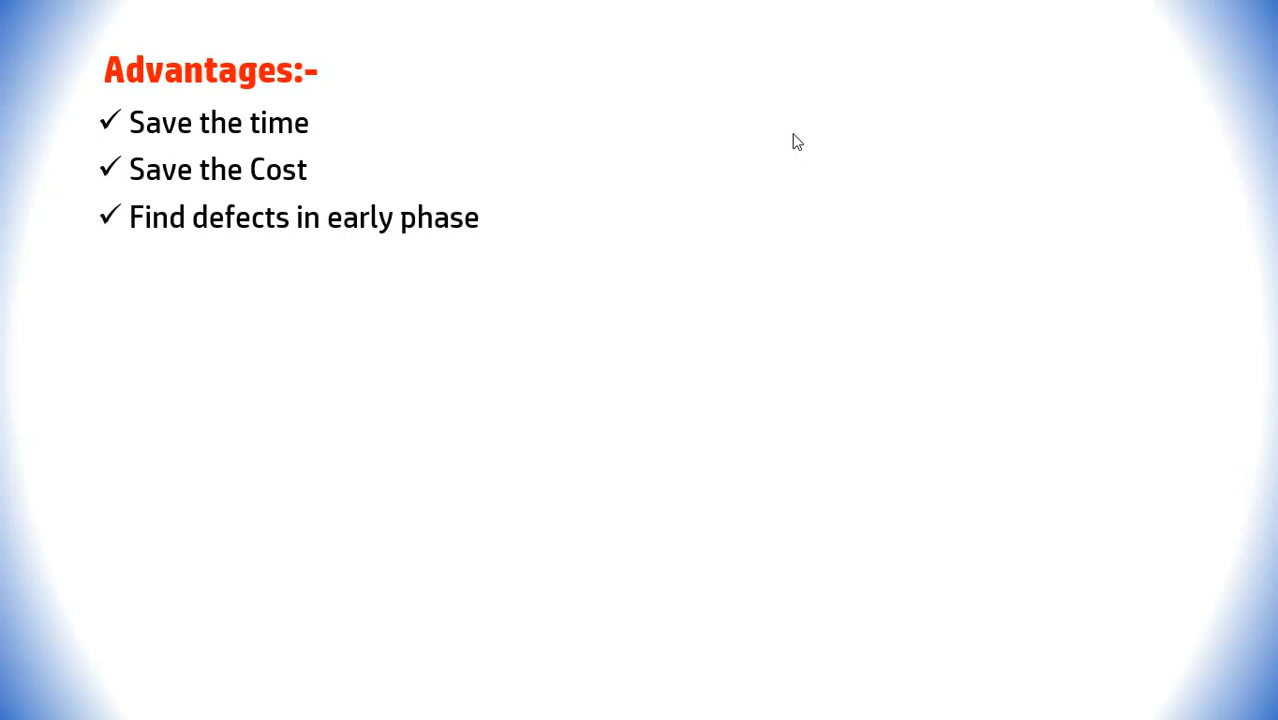 Advantages:-
✓ Save the time
✓ Save the Cost
✓ Find defects in early phase